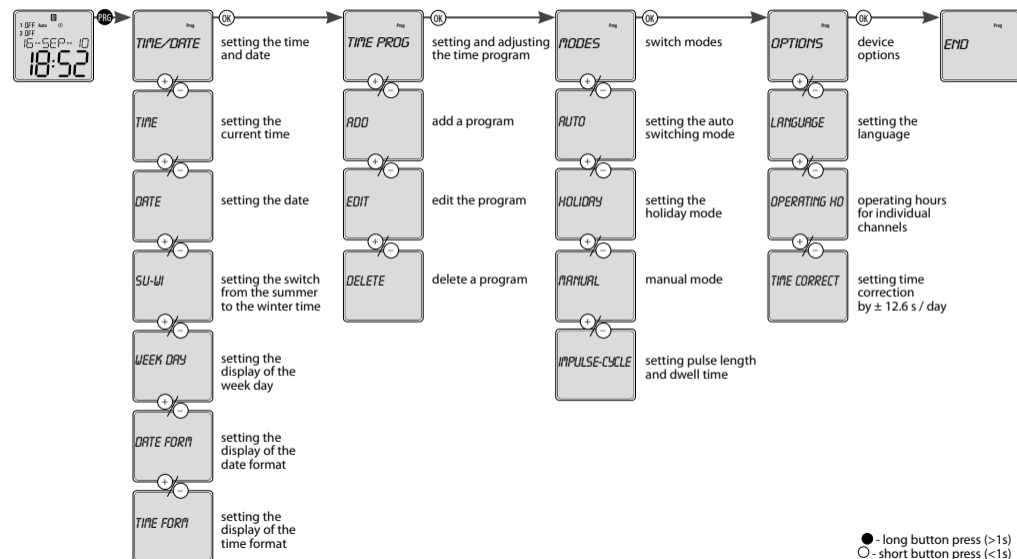 1 OFF Auto
2 OFF
16--SEP-- 10
18:52
PRG
Prog
TIME/DATE
OK
setting the time
and date
+
-
TIME
setting the
current time
+
-
DATE
setting the date
+
-
SU-WI
setting the switch
from the summer
to the winter time
+
-
WEEK DAY
setting the
display of the
week day
+
-
DATE FORM
setting the
display of the
date format
+
-
TIME FORM
setting the
display of the
time format
Prog
TIME PROG
OK
setting and adjusting
the time program
+
-
ADD
add a program
+
-
EDIT
edit the program
+
-
DELETE
delete a program
Prog
MODES
OK
switch modes
+
-
AUTO
setting the auto
switching mode
+
-
HOLIDAY
setting the
holiday mode
+
-
MANUAL
manual mode
+
-
IMPULSE-CYCLE
setting pulse length
and dwell time
Prog
OPTIONS
OK
device
options
+
-
LANGUAGE
setting the
language
+
-
OPERATING HO
operating hours
for individual
channels
+
-
TIME CORRECT
setting time
correction
by ± 12.6 s / day
Prog
END
- long button press (>1s)
- short button press (<1s)